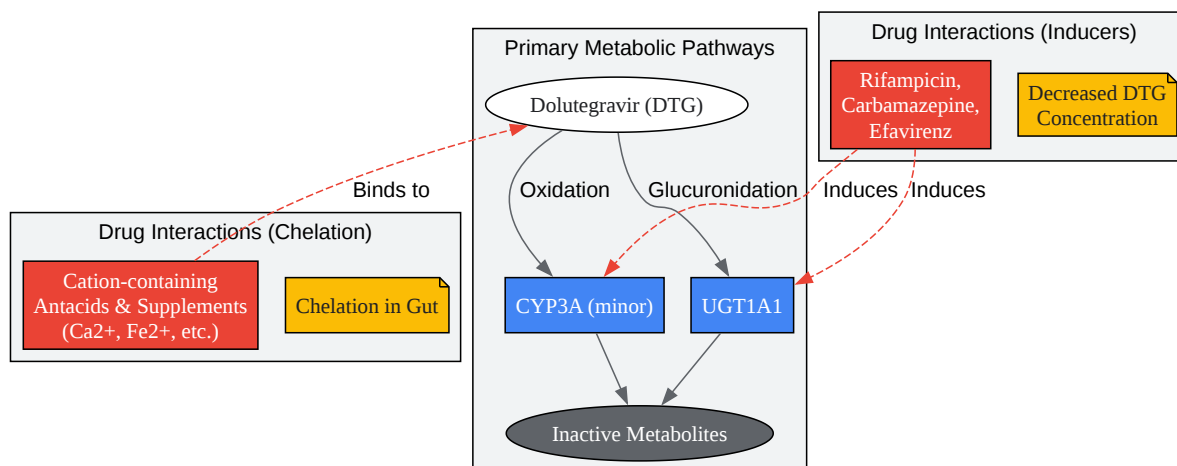 Drug Interactions (Inducers)
Rifampicin,
Carbamazepine,
Efavirenz
Decreased DTG
Concentration
Primary Metabolic Pathways
Dolutegravir (DTG)
Binds to
Oxidation
Glucuronidation
Induces
Induces
Drug Interactions (Chelation)
Cation-containing
Antacids & Supplements
(Ca2+, Fe2+, etc.)
Chelation in Gut
CYP3A (minor)
UGT1A1
Inactive Metabolites